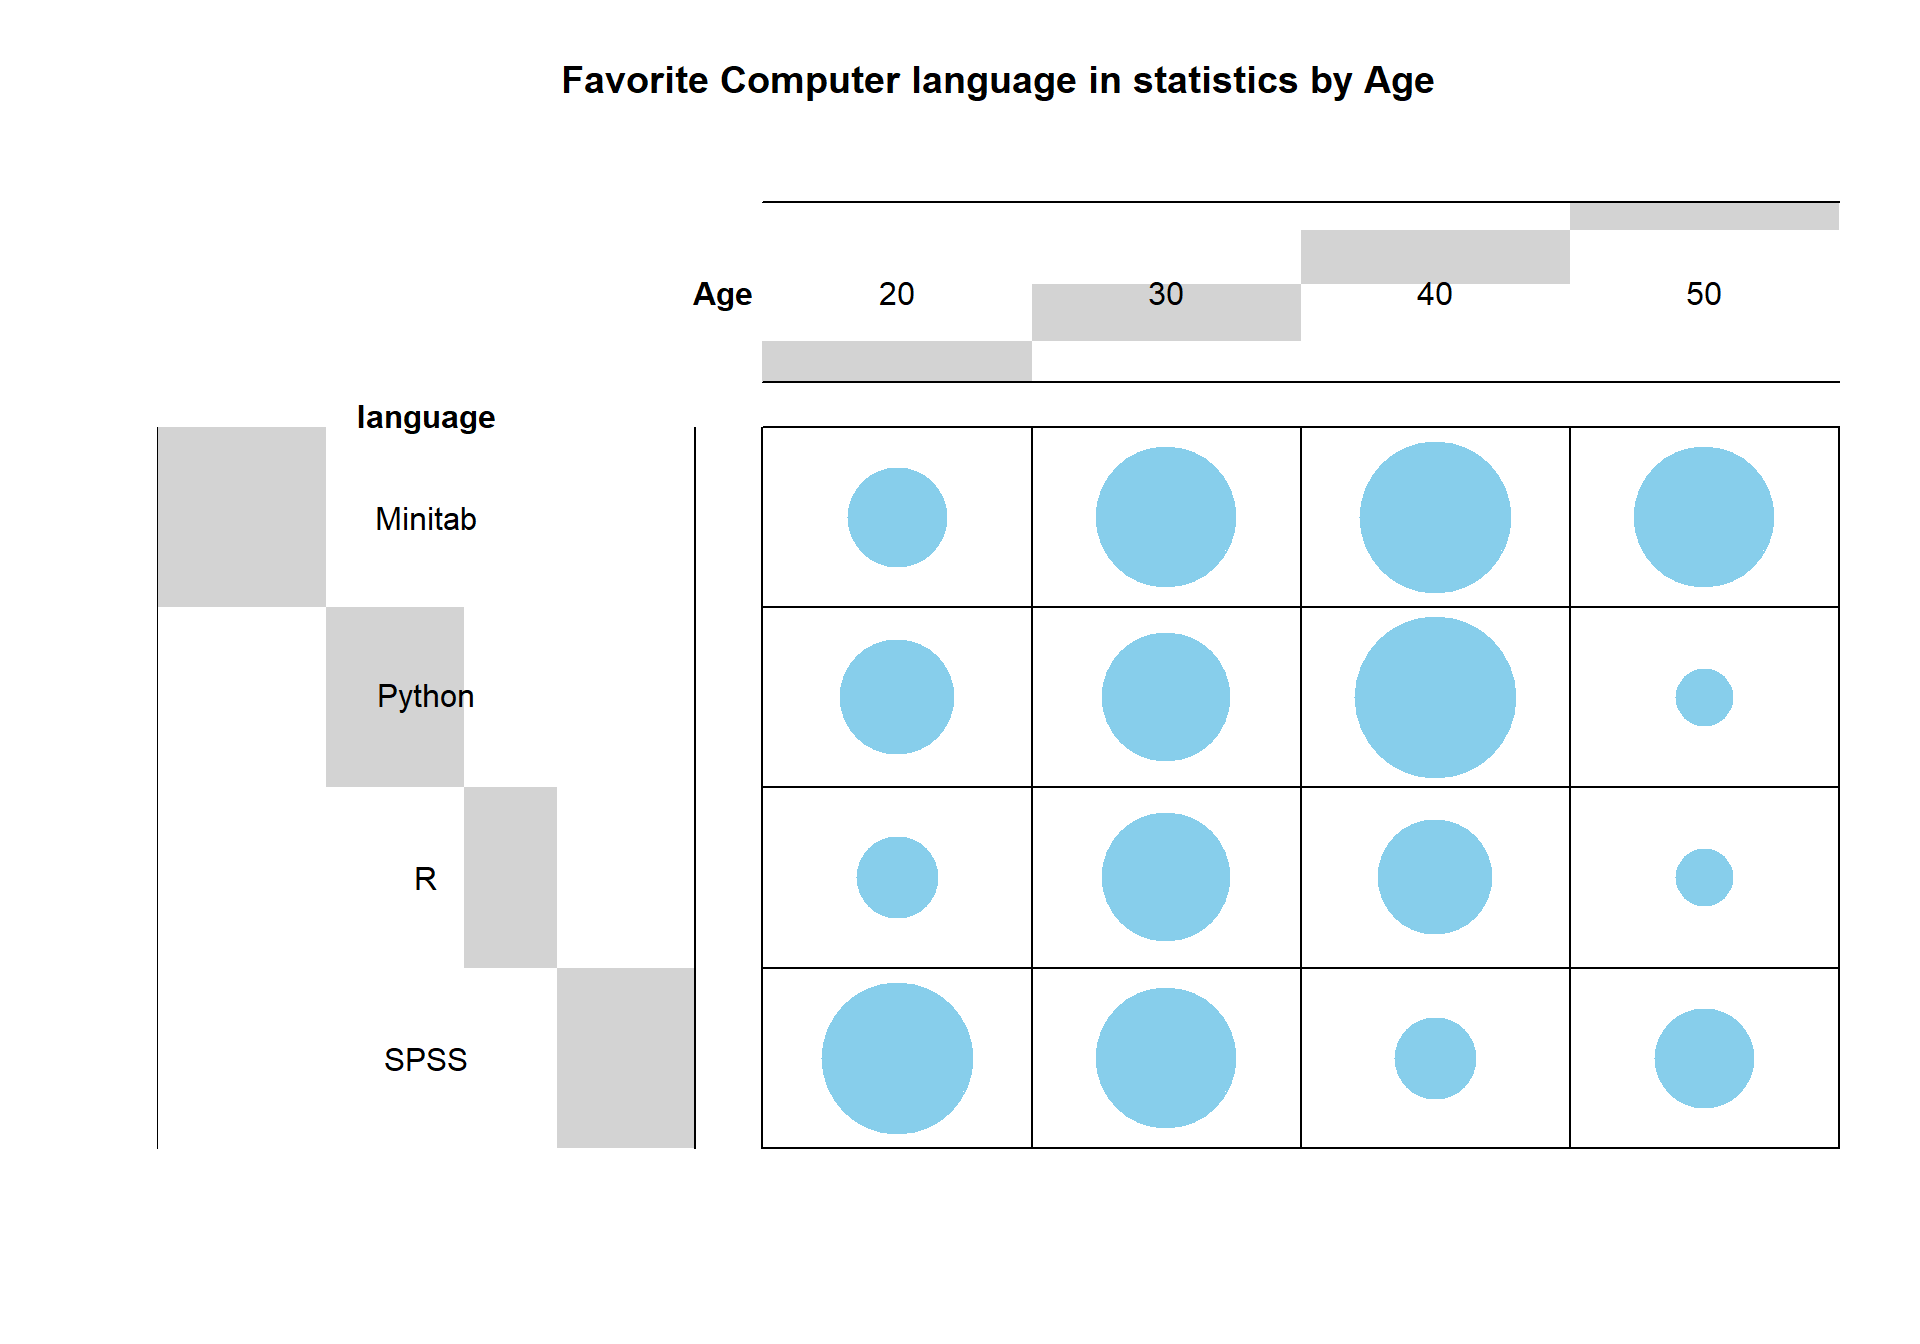 Favorite Computer language in statistics by Age
Age 20 30 40 50
language
Minitab
Python
R
SPSS